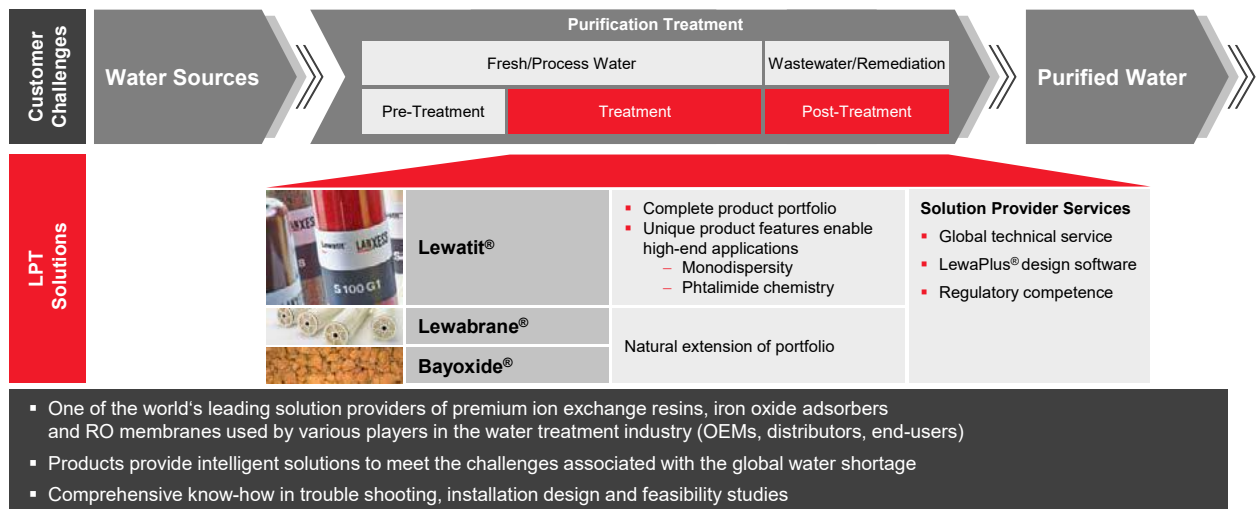 Customer
Challenges
Water Sources
Purification Treatment
Fresh/Process Water
Wastewater/Remediation
Pre-Treatment
Treatment
Post-Treatment
Purified Water
LPT
Solutions
Lewatit
LANXESS
S 100 G1
Lewatit®
▪ Complete product portfolio
▪ Unique product features enable
high-end applications
– Monodispersity
– Phtalimide chemistry
Solution Provider Services
▪ Global technical service
▪ LewaPlus® design software
▪ Regulatory competence
Lewabrane®
Bayoxide®
Natural extension of portfolio
▪ One of the world‘s leading solution providers of premium ion exchange resins, iron oxide adsorbers
and RO membranes used by various players in the water treatment industry (OEMs, distributors, end-users)
▪ Products provide intelligent solutions to meet the challenges associated with the global water shortage
▪ Comprehensive know-how in trouble shooting, installation design and feasibility studies